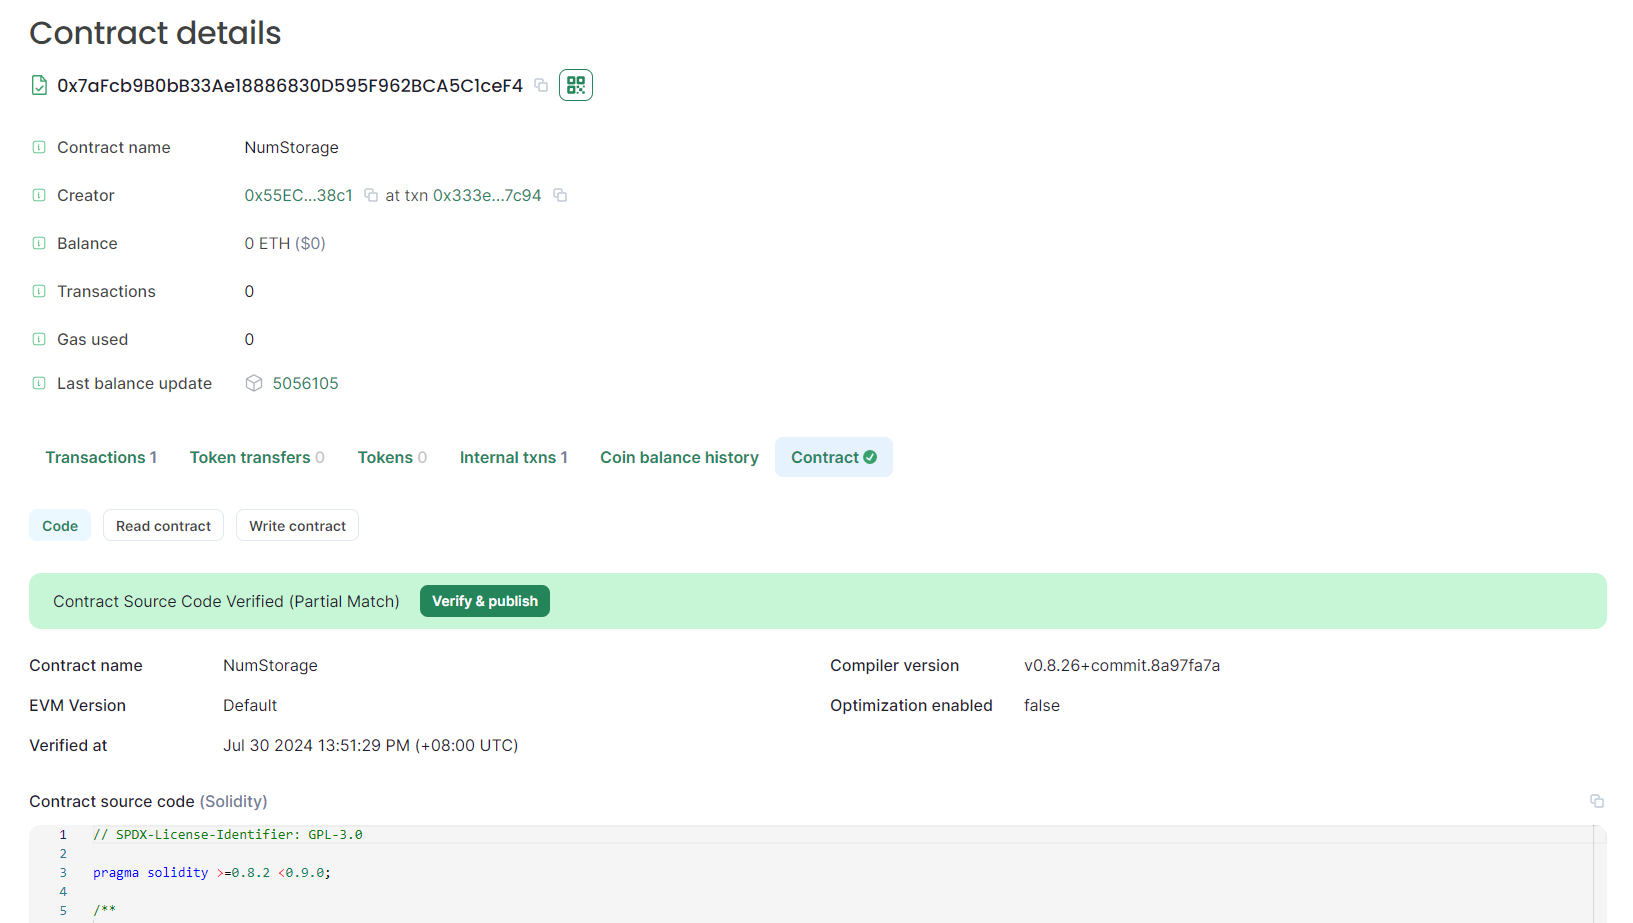 Contract details
0x7aFcb9B0bB33Ae18886830D595F962BCA5C1ceF4
Contract name NumStorage
Creator 0x55EC...38c1 at txn 0x333e...7c94
Balance 0 ETH ($0)
Transactions 0
Gas used 0
Last balance update 5056105
Transactions 1 Token transfers 0 Tokens 0 Internal txns 1 Coin balance history Contract
Code Read contract Write contract
Contract Source Code Verified (Partial Match) Verify & publish
Contract name NumStorage Compiler version v0.8.26+commit.8a97fa7a
EVM Version Default Optimization enabled false
Verified at Jul 30 2024 13:51:29 PM (+08:00 UTC)
Contract source code (Solidity)
1 // SPDX-License-Identifier: GPL-3.0
2
3 pragma solidity >=0.8.2 <0.9.0;
4
5 /**